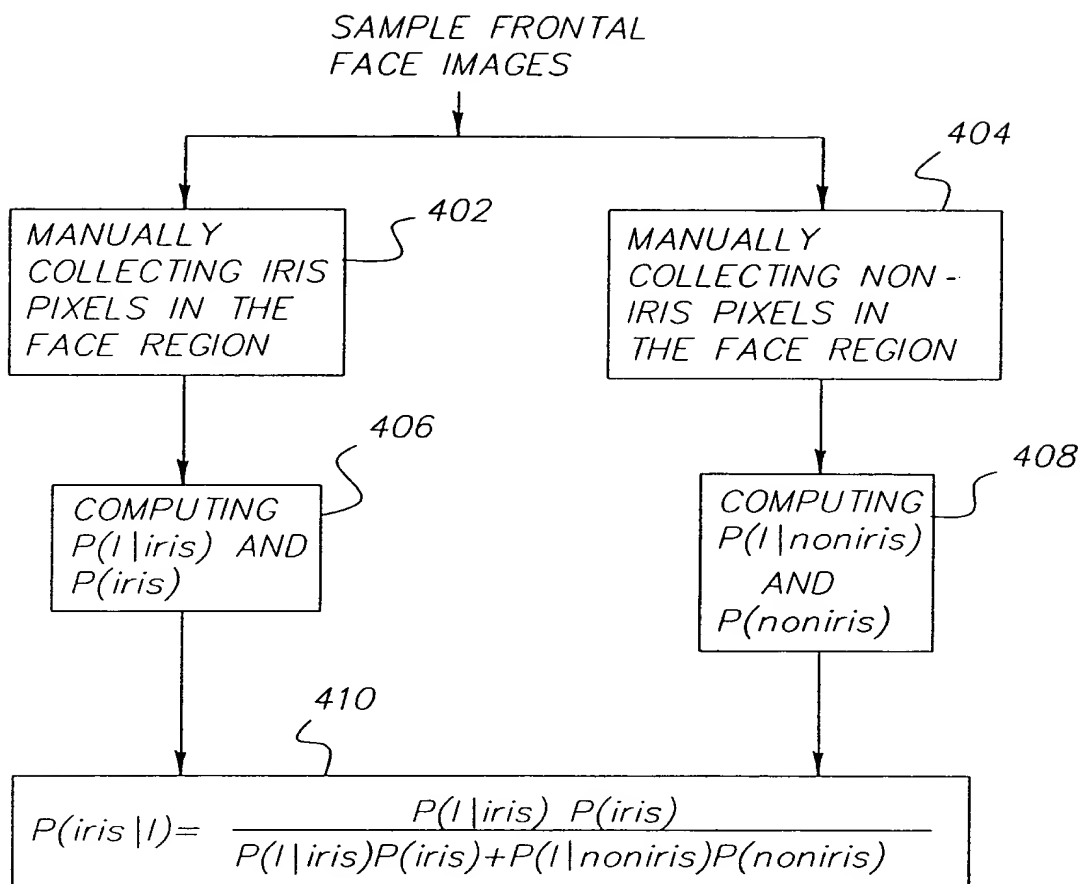 SAMPLE FRONTAL
FACE IMAGES
404
402
MANUALLY
COLLECTING IRIS
PIXELS IN THE
FACE REGION
MANUALLY
COLLECTING NON-
IRIS PIXELS IN
THE FACE REGION
406
408
COMPUTING
P(I|iris) AND
P(iris)
COMPUTING
P(I|noniris)
AND
P(noniris)
410
P(iris|I)= P(I|iris) P(iris)
P(I|iris)P(iris)+P(I|noniris)P(noniris)